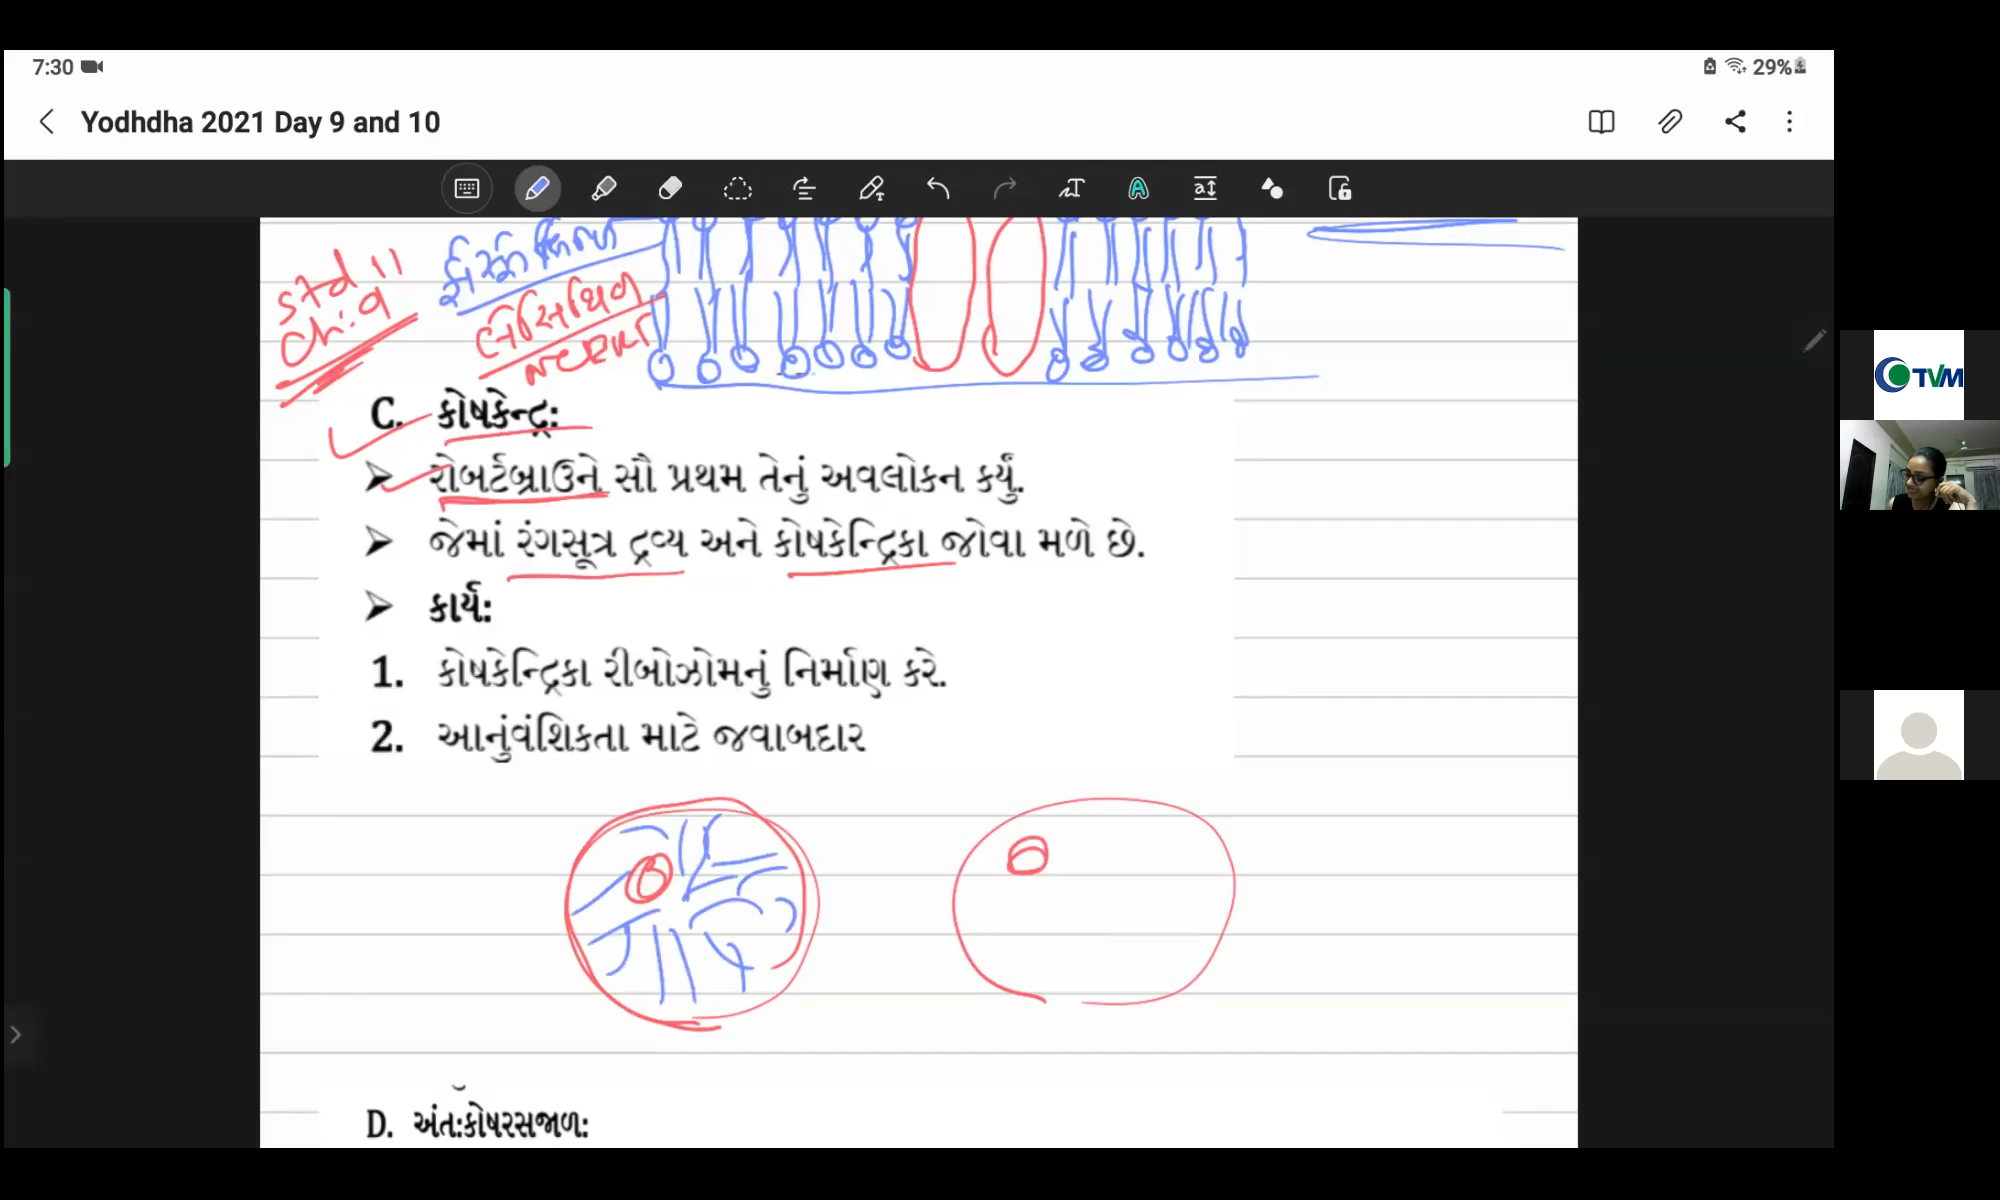 7:30
29%
Yodhdha 2021 Day 9 and 10
TVM
Std 11
Ch: 9
C. કોષકેન્દ્ર:
➤ રોબર્ટબ્રાઉને સૌ પ્રથમ તેનું અવલોકન કર્યું.
➤ જેમાં રંગસૂત્ર દ્રવ્ય અને કોષકેન્દ્રિકા જોવા મળે છે.
➤ કાર્ય:
1. કોષકેન્દ્રિકા રીબોઝોમનું નિર્માણ કરે.
2. આનુંવંશિકતા માટે જવાબદાર
D. અંત:કોષરસજાળ: